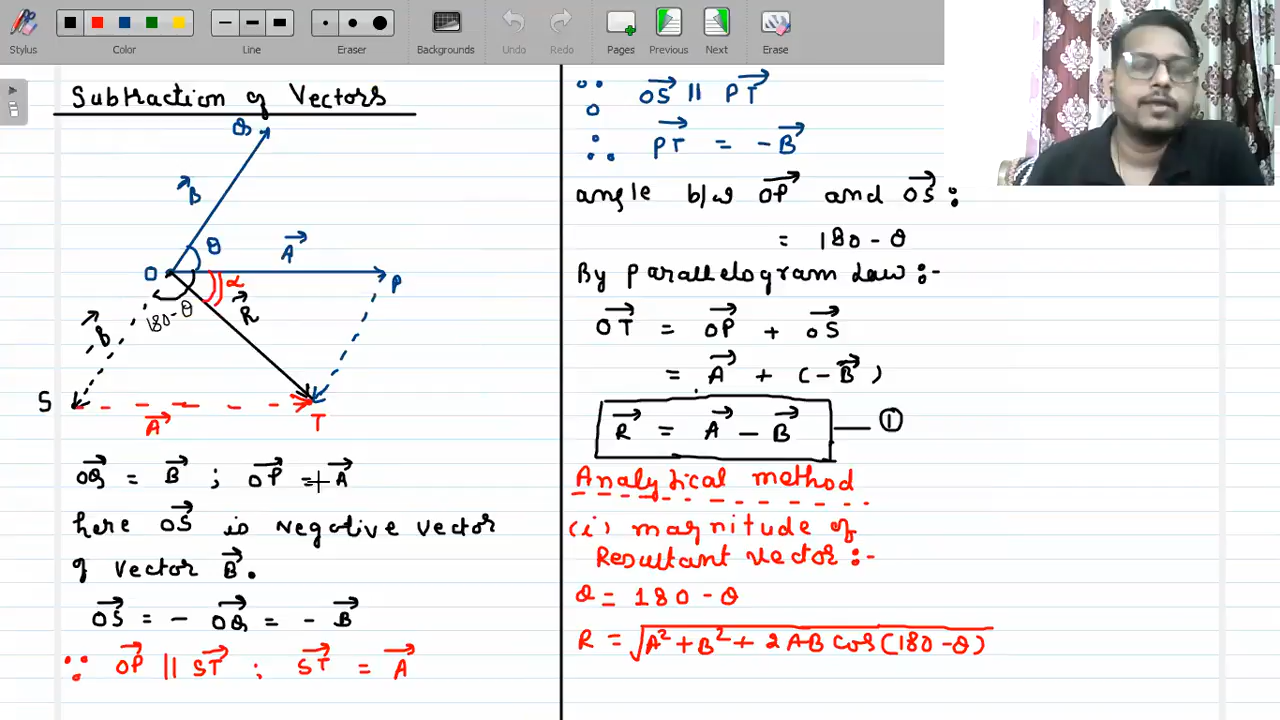 Stylus
Color
Line
Eraser
Backgrounds
Undo
Redo
Pages
Previous
Next
Erase
Subtraction of Vectors
Q
B⃗
θ
A⃗
O
P
α
180-θ
R⃗
-B⃗
S
A⃗
T
OQ⃗ = B⃗ ; OP⃗ = A⃗
here OS⃗ is negative vector
of vector B⃗.
OS⃗ = - OQ⃗ = - B⃗
∵ OP⃗ || ST⃗ ; ST⃗ = A⃗
∵ OS⃗ || PT⃗
∴ PT⃗ = -B⃗
angle b/w OP⃗ and OS⃗ :
= 180-θ
By parallelogram Law :-
OT⃗ = OP⃗ + OS⃗
= A⃗ + (-B⃗)
R⃗ = A⃗ - B⃗ — ①
Analytical method
(i) magnitude of
Resultant vector :-
θ = 180 - θ
R = √A² + B² + 2AB cos(180-θ)